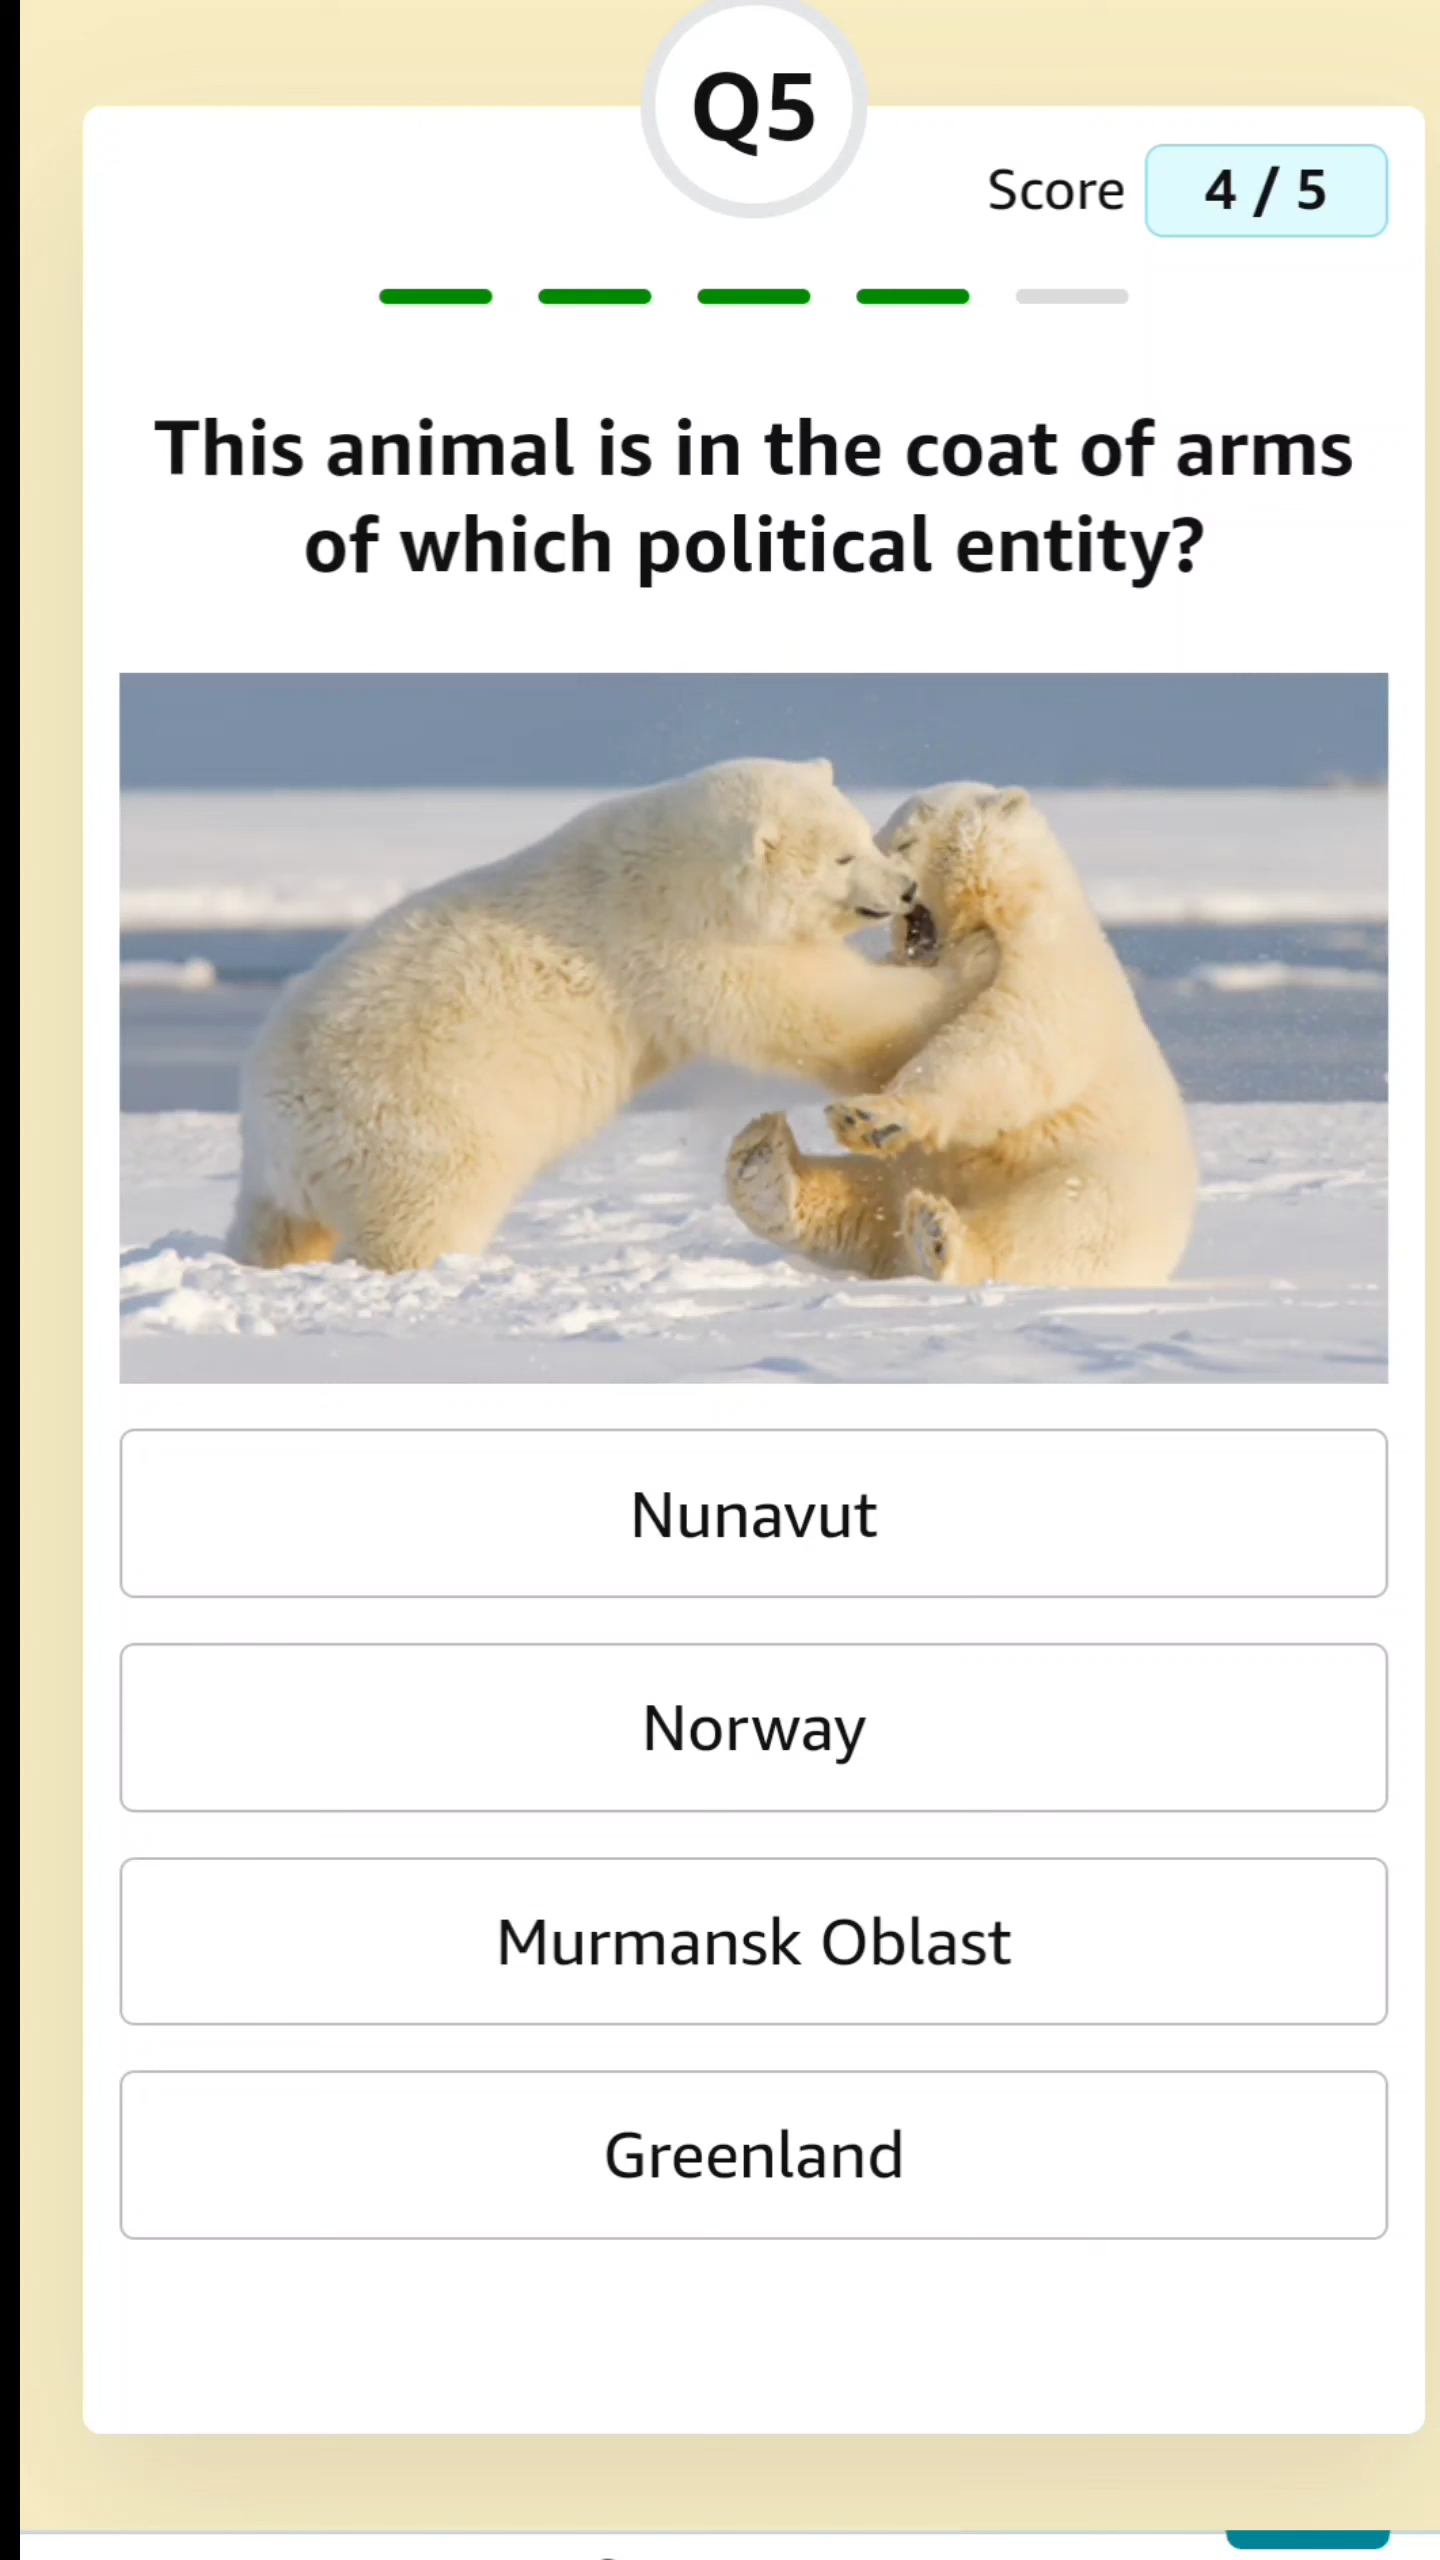 Q5
Score 4 / 5
This animal is in the coat of arms
of which political entity?
Nunavut
Norway
Murmansk Oblast
Greenland